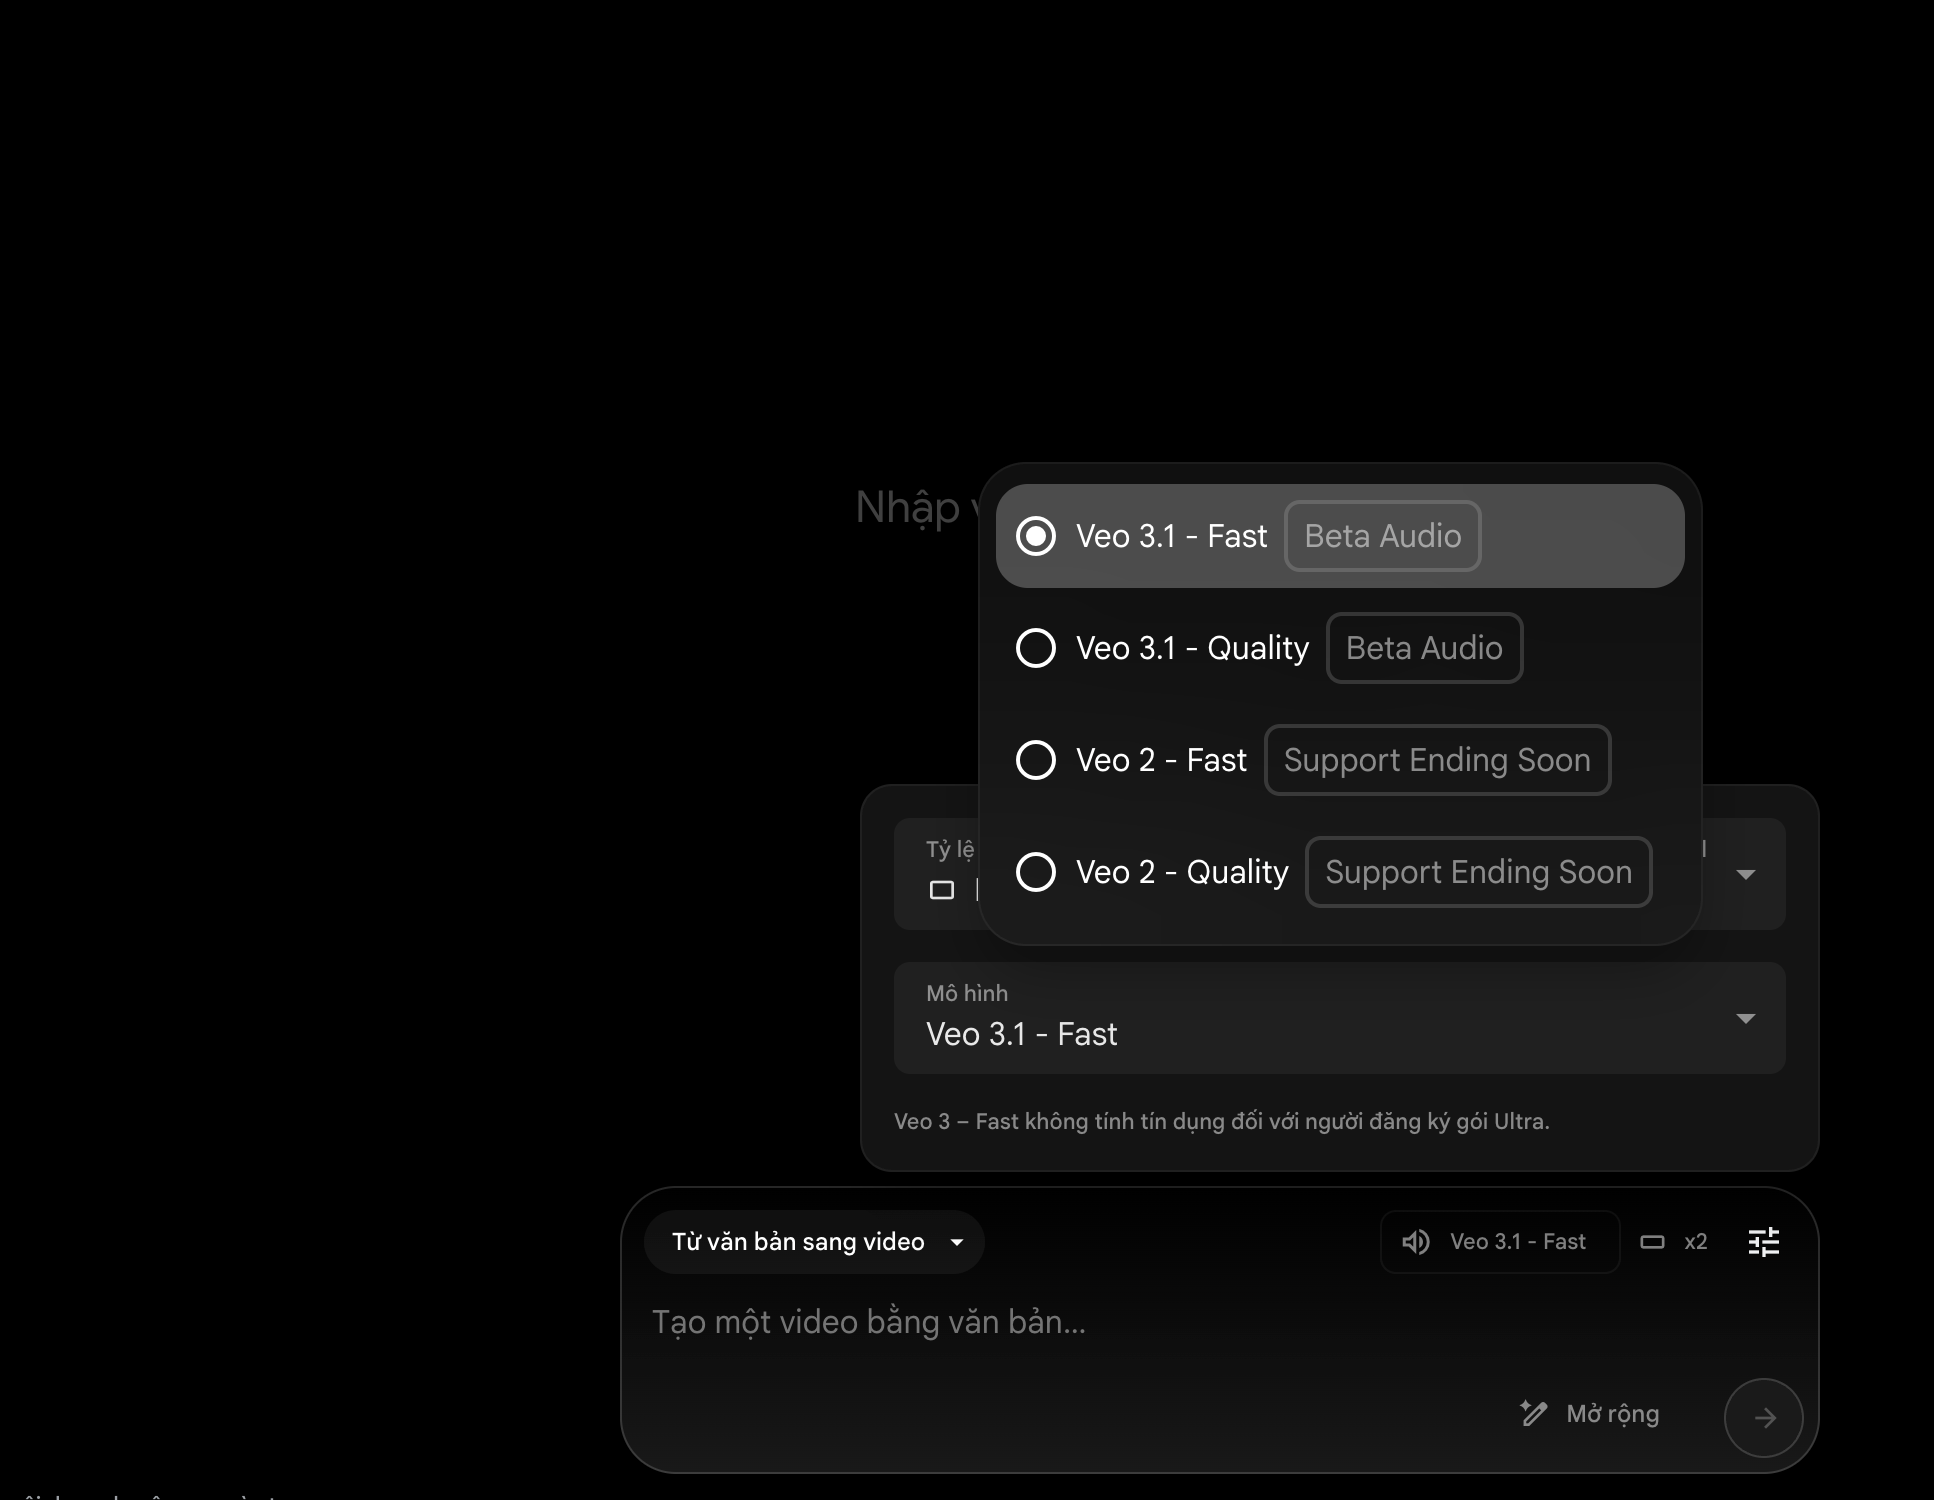 Nhập
Veo 3.1 - Fast Beta Audio
Veo 3.1 - Quality Beta Audio
Veo 2 - Fast Support Ending Soon
Veo 2 - Quality Support Ending Soon
Tỷ lệ
Mô hình
Veo 3.1 - Fast
Veo 3 – Fast không tính tín dụng đối với người đăng ký gói Ultra.
Từ văn bản sang video
Veo 3.1 - Fast x2
Tạo một video bằng văn bản...
Mở rộng